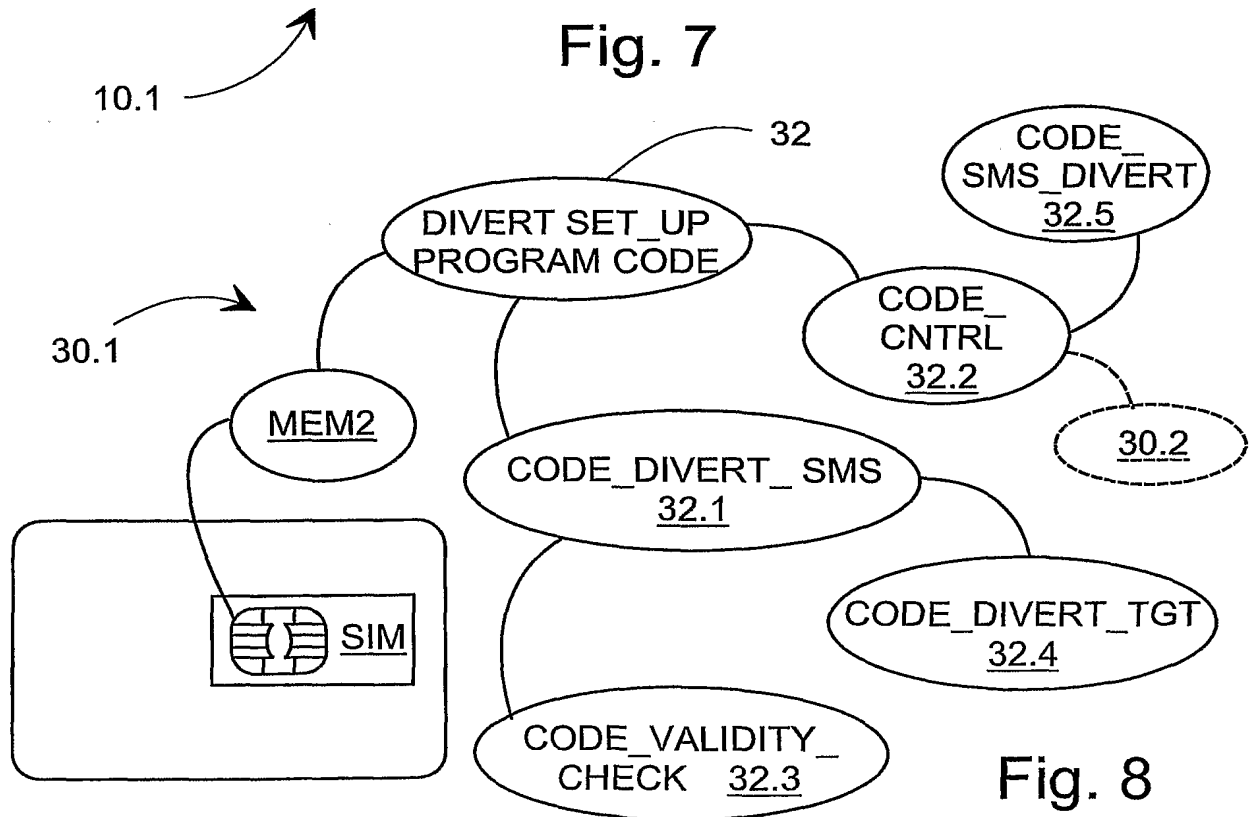 Fig. 7
10.1
32
CODE_
SMS_DIVERT
32.5
DIVERT SET_UP
PROGRAM CODE
CODE_
CNTRL
32.2
30.1
MEM2
30.2
CODE_DIVERT_ SMS
32.1
SIM
CODE_DIVERT_TGT
32.4
CODE_VALIDITY_
CHECK 32.3
Fig. 8